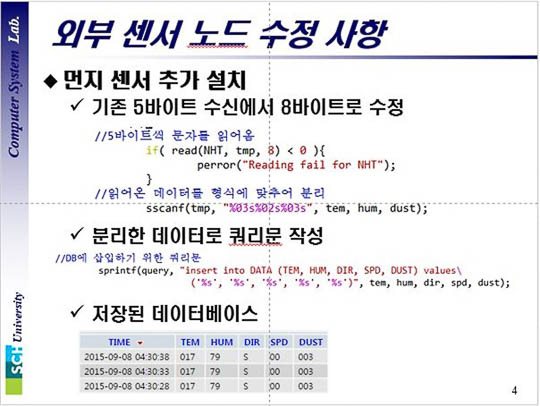 Computer System Lab.
외부 센서 노드 수정 사항
◆ 먼지 센서 추가 설치
✓ 기존 5바이트 수신에서 8바이트로 수정
//5바이트씩 문자를 읽어옴
if( read(NHT, tmp, 8) < 0 ){
perror("Reading fail for NHT");
}
//읽어온 데이터를 형식에 맞추어 분리
sscanf(tmp, "%03s%02s%03s", tem, hum, dust);
✓ 분리한 데이터로 쿼리문 작성
//DB에 삽입하기 위한 쿼리문
sprintf(query, "insert into DATA (TEM, HUM, DIR, SPD, DUST) values\
('%s', '%s', '%s', '%s', '%s')", tem, hum, dir, spd, dust);
✓ 저장된 데이터베이스
TIME TEM HUM DIR SPD DUST
2015-09-08 04:30:38 017 79 S 00 003
2015-09-08 04:30:33 017 79 S 00 003
2015-09-08 04:30:28 017 79 S 00 003
SCH University
4